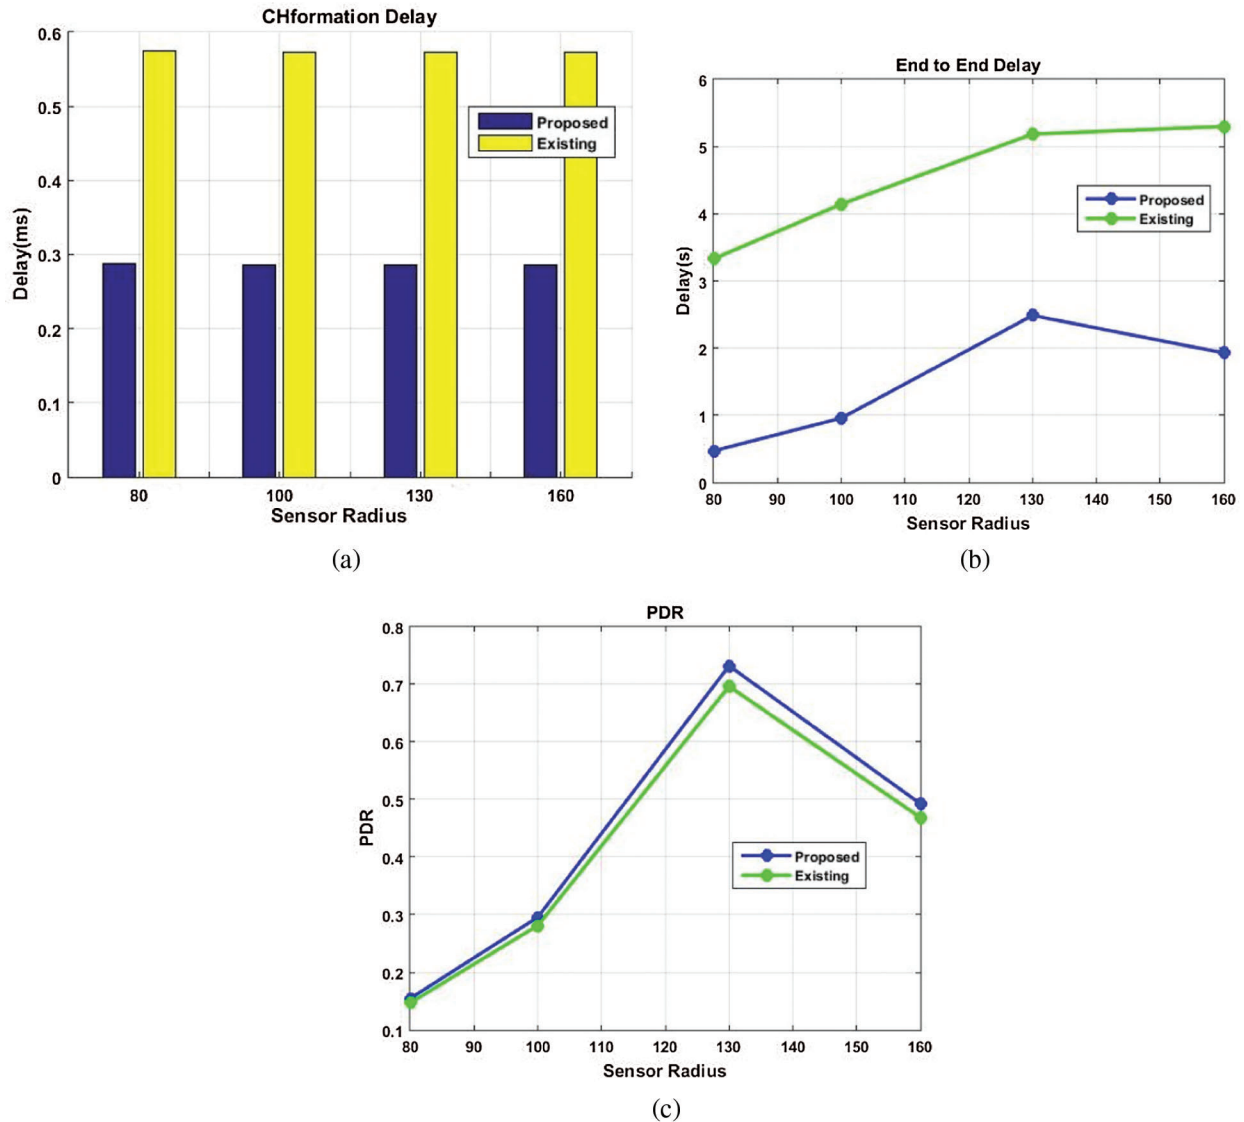 CHformation Delay
0.6
0.5
0.4
0.3
0.2
0.1
0
Delay(ms)
Proposed
Existing
80 100 130 160
Sensor Radius
(a)
End to End Delay
6
5
4
3
2
1
0
Delay(s)
Proposed
Existing
80 90 100 110 120 130 140 150 160
Sensor Radius
(b)
PDR
0.8
0.7
0.6
0.5
0.4
0.3
0.2
0.1
PDR
Proposed
Existing
80 90 100 110 120 130 140 150 160
Sensor Radius
(c)